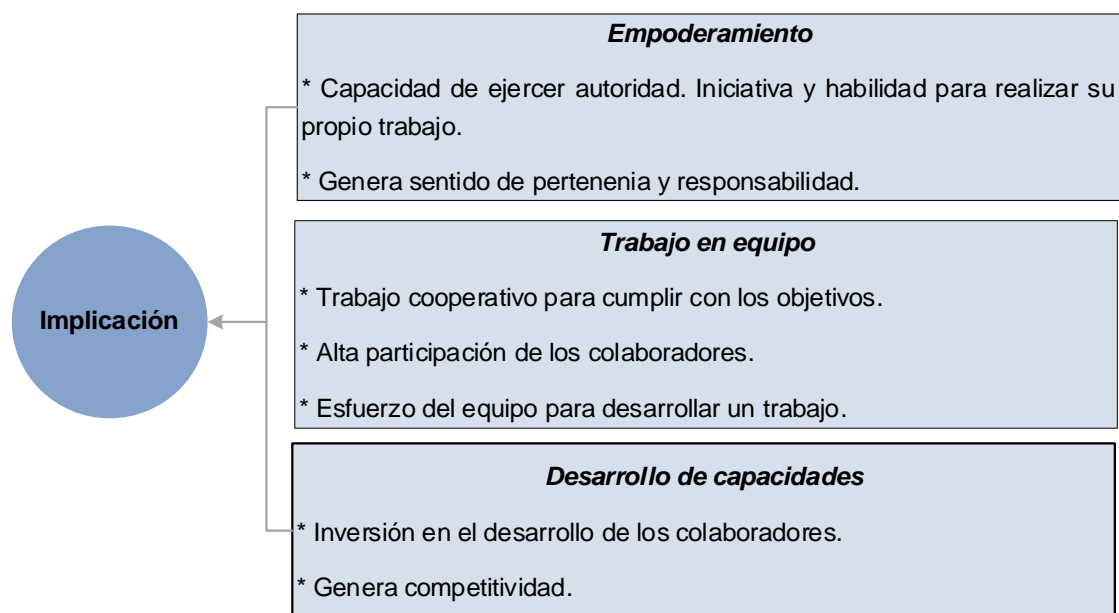 Empoderamiento
* Capacidad de ejercer autoridad. Iniciativa y habilidad para realizar su
propio trabajo.
* Genera sentido de pertenenia y responsabilidad.
Implicación
Trabajo en equipo
* Trabajo cooperativo para cumplir con los objetivos.
* Alta participación de los colaboradores.
* Esfuerzo del equipo para desarrollar un trabajo.
Desarrollo de capacidades
* Inversión en el desarrollo de los colaboradores.
* Genera competitividad.